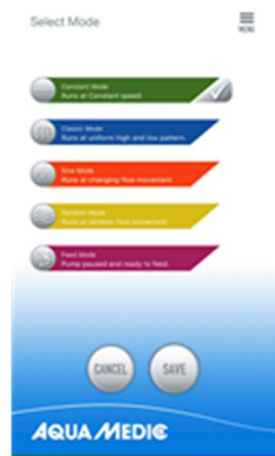 Select Mode
MENU
Constant Mode
Runs at Constant speed.
Classic Mode
Runs at uniform high and low pattern.
Sine Mode
Runs at changing flow movement.
Random Mode
Runs at random flow movement.
Feed Mode
Pump paused and ready to feed.
CANCEL
SAVE
AQUA MEDIC